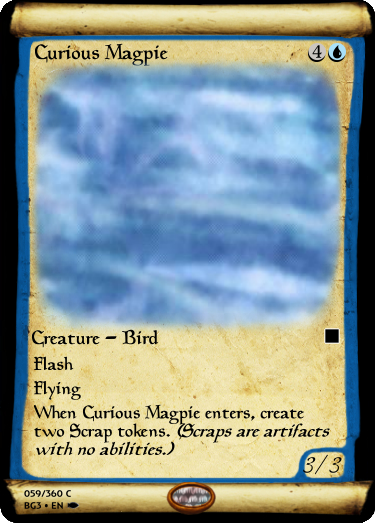 Curious Magpie 4
Creature – Bird
Flash
Flying
When Curious Magpie enters, create
two Scrap tokens. (Scraps are artifacts
with no abilities.)
3/3
059/360 C
BG3 • EN